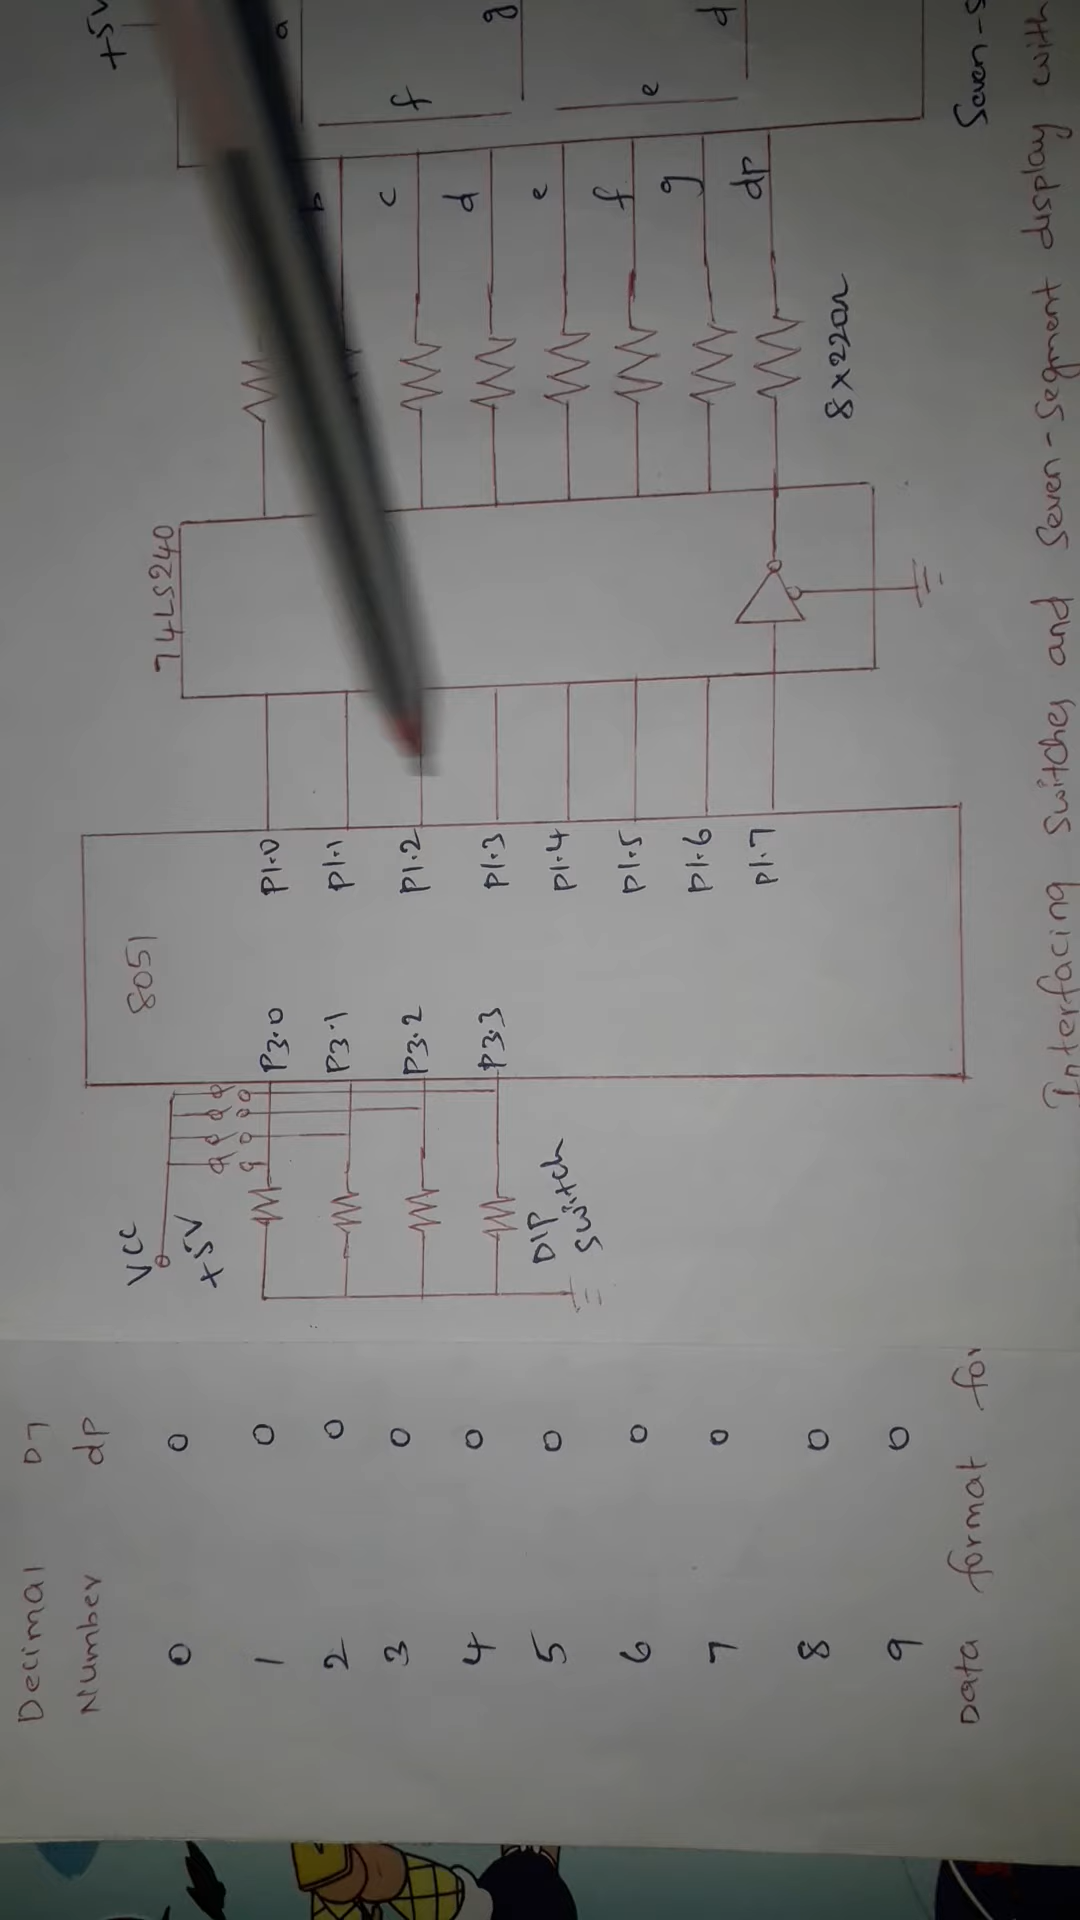 +5V
a
f
g
e
d
b
c
d
e
f
g
dp
8x220Ω
74LS240
8051
P1.0
P1.1
P1.2
P1.3
P1.4
P1.5
P1.6
P1.7
P3.0
P3.1
P3.2
P3.3
VCC
+5V
DIP
Switch
Seven-S
Interfacing Switches and Seven-Segment display with
Decimal D7
Number dp
0 0
1 0
2 0
3 0
4 0
5 0
6 0
7 0
8 0
9 0
Data format for